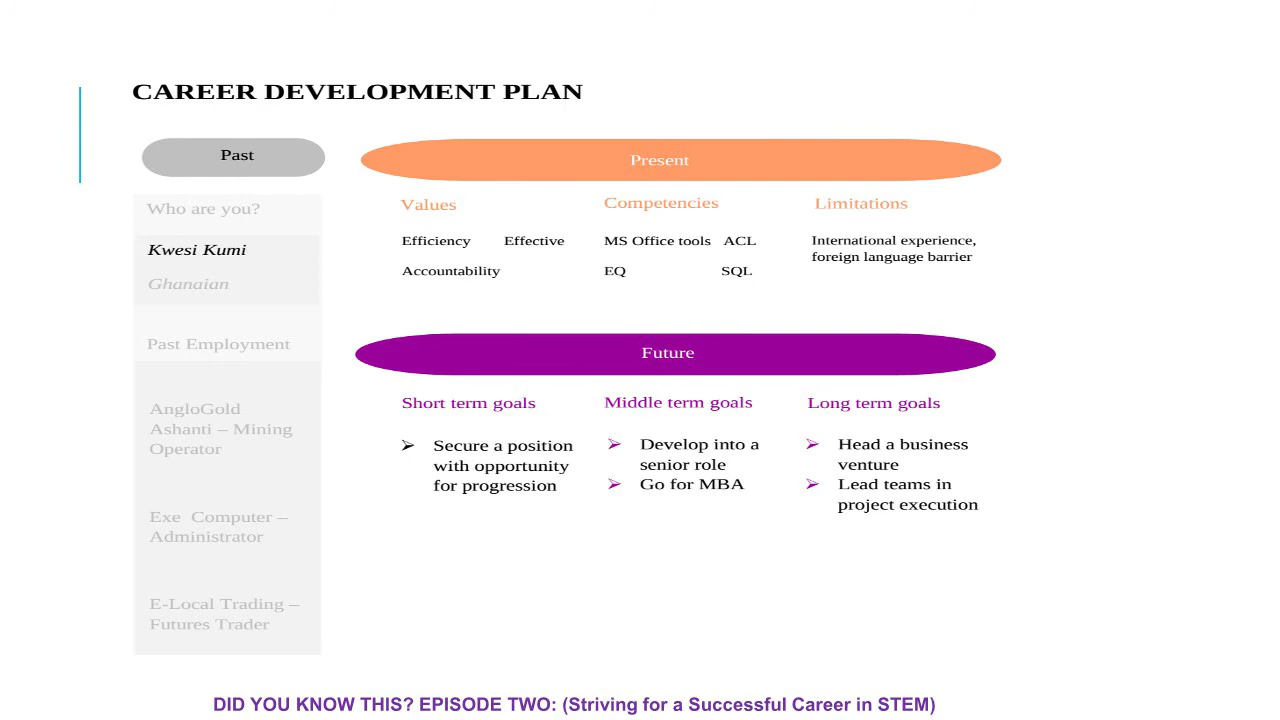 CAREER DEVELOPMENT PLAN
Past
Who are you?
Kwesi Kumi
Ghanaian
Past Employment
AngloGold
Ashanti – Mining
Operator
Exe Computer –
Administrator
E-Local Trading –
Futures Trader
Present
Values
Efficiency Effective
Accountability
Competencies
MS Office tools ACL
EQ SQL
Limitations
International experience,
foreign language barrier
Future
Short term goals
➢ Secure a position
with opportunity
for progression
Middle term goals
➢ Develop into a
senior role
➢ Go for MBA
Long term goals
➢ Head a business
venture
➢ Lead teams in
project execution
DID YOU KNOW THIS? EPISODE TWO: (Striving for a Successful Career in STEM)